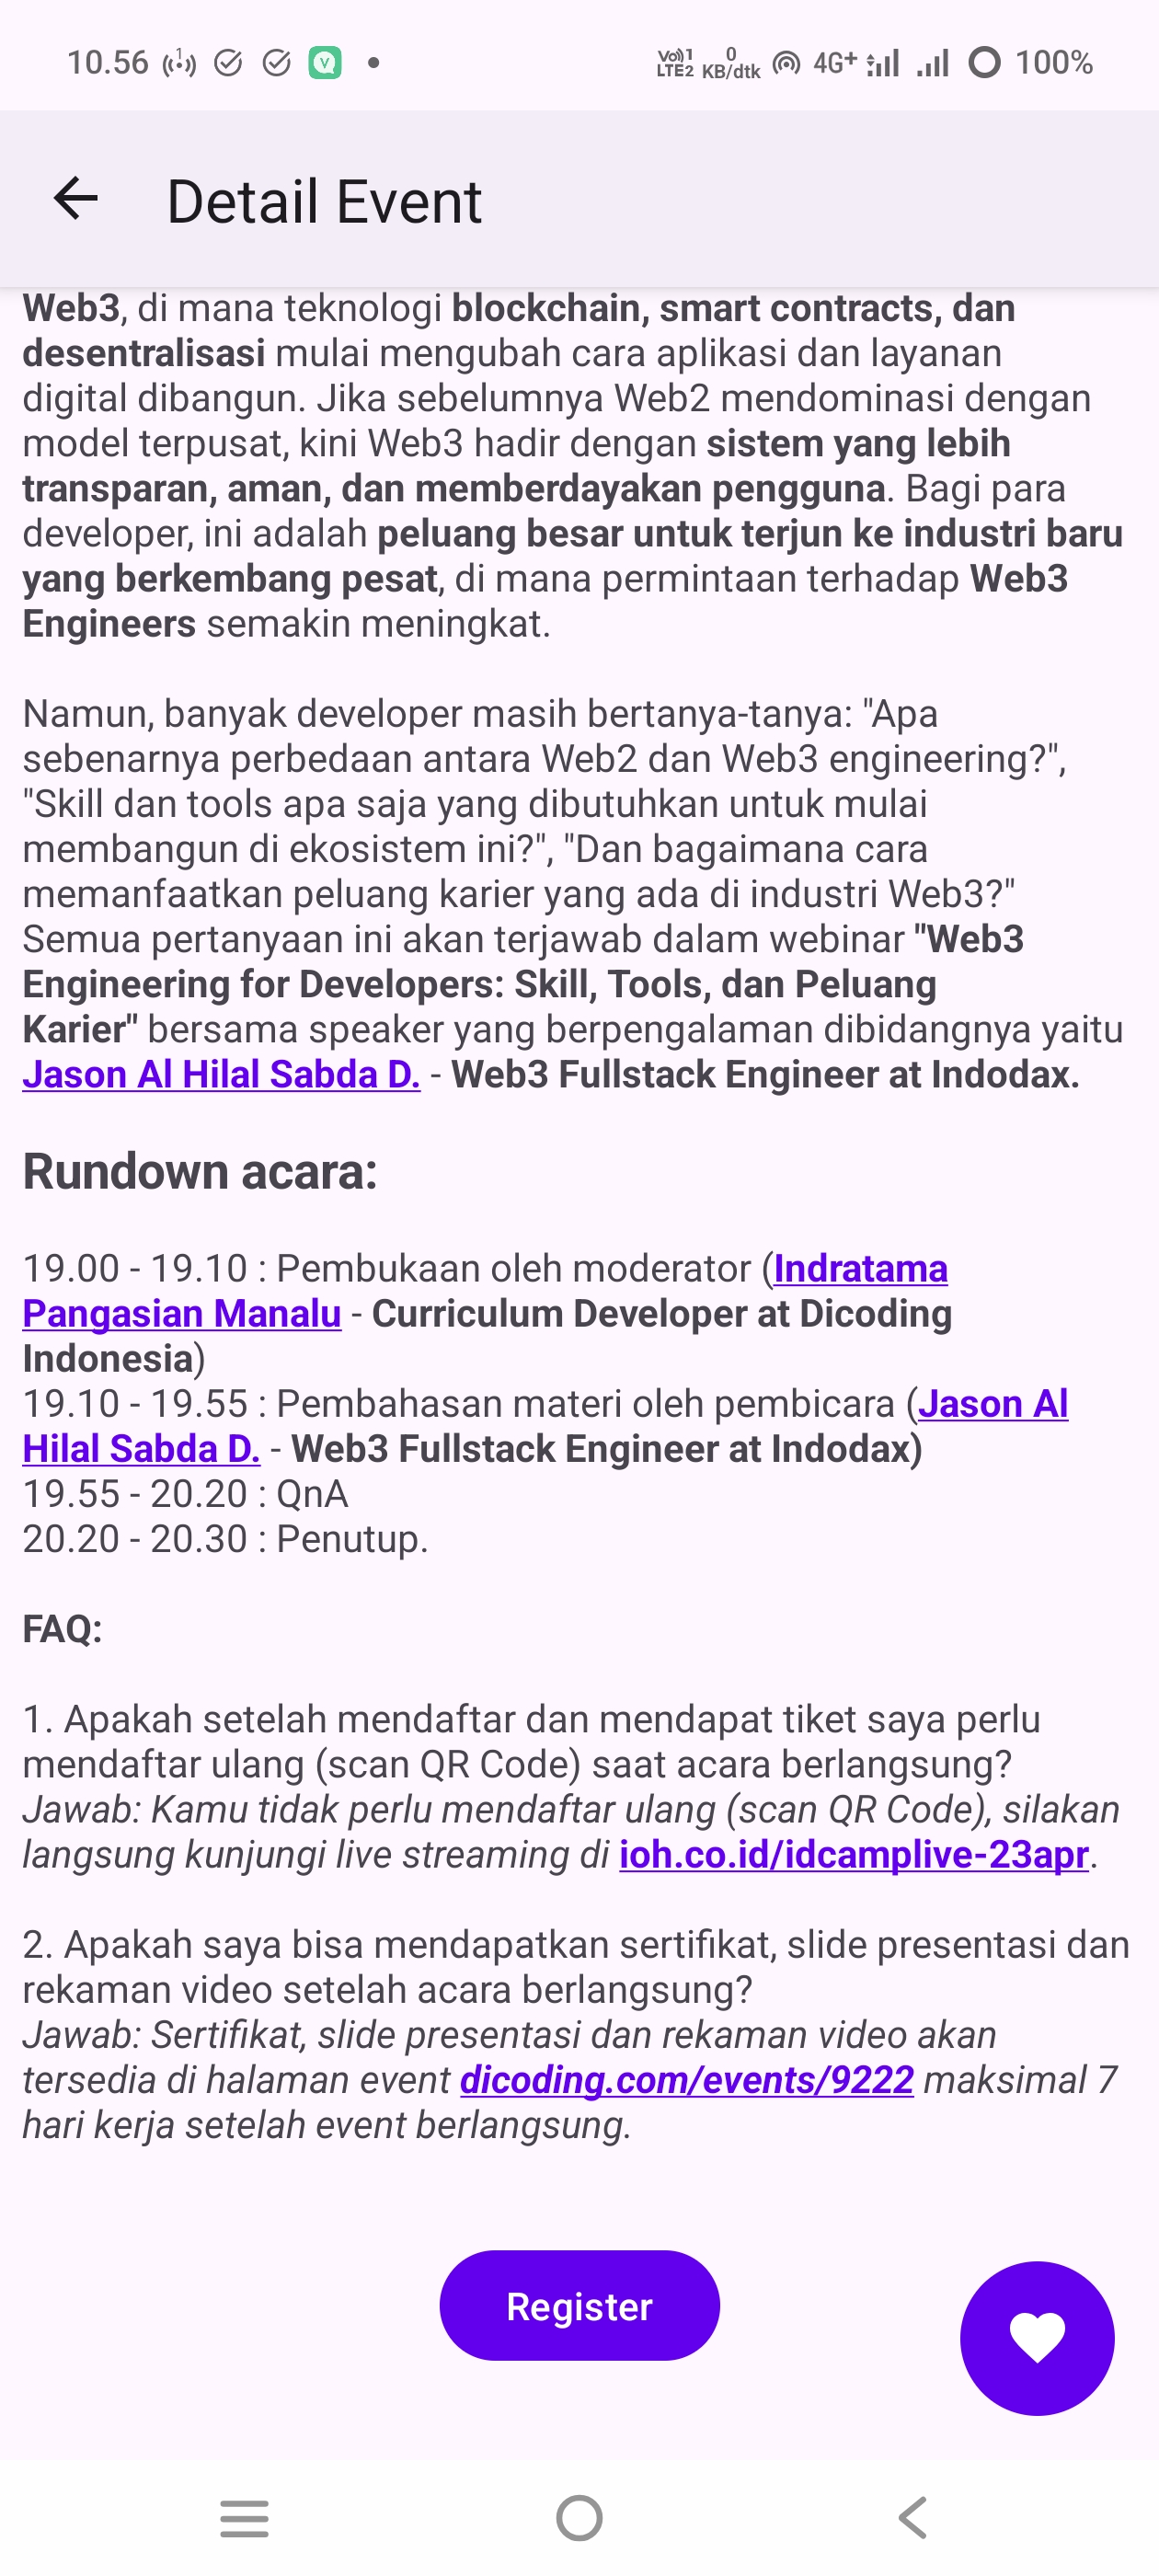 10.56
Vo)) 1
LTE2
0
KB/dtk
4G+
100%
Detail Event
Web3, di mana teknologi blockchain, smart contracts, dan
desentralisasi mulai mengubah cara aplikasi dan layanan
digital dibangun. Jika sebelumnya Web2 mendominasi dengan
model terpusat, kini Web3 hadir dengan sistem yang lebih
transparan, aman, dan memberdayakan pengguna. Bagi para
developer, ini adalah peluang besar untuk terjun ke industri baru
yang berkembang pesat, di mana permintaan terhadap Web3
Engineers semakin meningkat.
Namun, banyak developer masih bertanya-tanya: "Apa
sebenarnya perbedaan antara Web2 dan Web3 engineering?",
"Skill dan tools apa saja yang dibutuhkan untuk mulai
membangun di ekosistem ini?", "Dan bagaimana cara
memanfaatkan peluang karier yang ada di industri Web3?"
Semua pertanyaan ini akan terjawab dalam webinar "Web3
Engineering for Developers: Skill, Tools, dan Peluang
Karier" bersama speaker yang berpengalaman dibidangnya yaitu
Jason Al Hilal Sabda D. - Web3 Fullstack Engineer at Indodax.
Rundown acara:
19.00 - 19.10 : Pembukaan oleh moderator (Indratama
Pangasian Manalu - Curriculum Developer at Dicoding
Indonesia)
19.10 - 19.55 : Pembahasan materi oleh pembicara (Jason Al
Hilal Sabda D. - Web3 Fullstack Engineer at Indodax)
19.55 - 20.20 : QnA
20.20 - 20.30 : Penutup.
FAQ:
1. Apakah setelah mendaftar dan mendapat tiket saya perlu
mendaftar ulang (scan QR Code) saat acara berlangsung?
Jawab: Kamu tidak perlu mendaftar ulang (scan QR Code), silakan
langsung kunjungi live streaming di ioh.co.id/idcamplive-23apr.
2. Apakah saya bisa mendapatkan sertifikat, slide presentasi dan
rekaman video setelah acara berlangsung?
Jawab: Sertifikat, slide presentasi dan rekaman video akan
tersedia di halaman event dicoding.com/events/9222 maksimal 7
hari kerja setelah event berlangsung.
Register